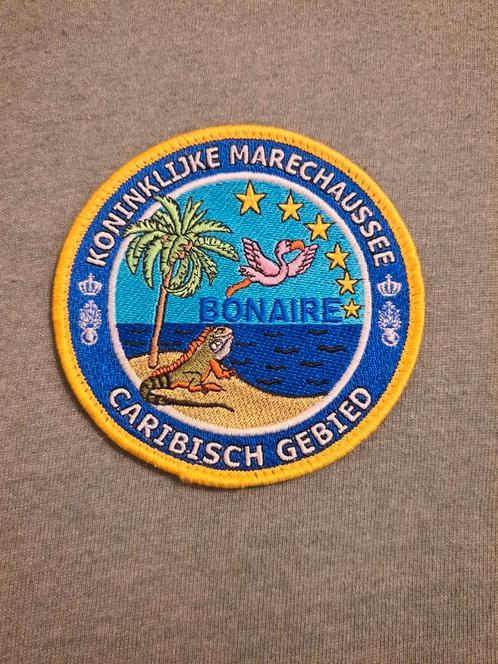 KONINKLIJKE MARECHAUSSEE
BONAIRE
CARIBISCH GEBIED